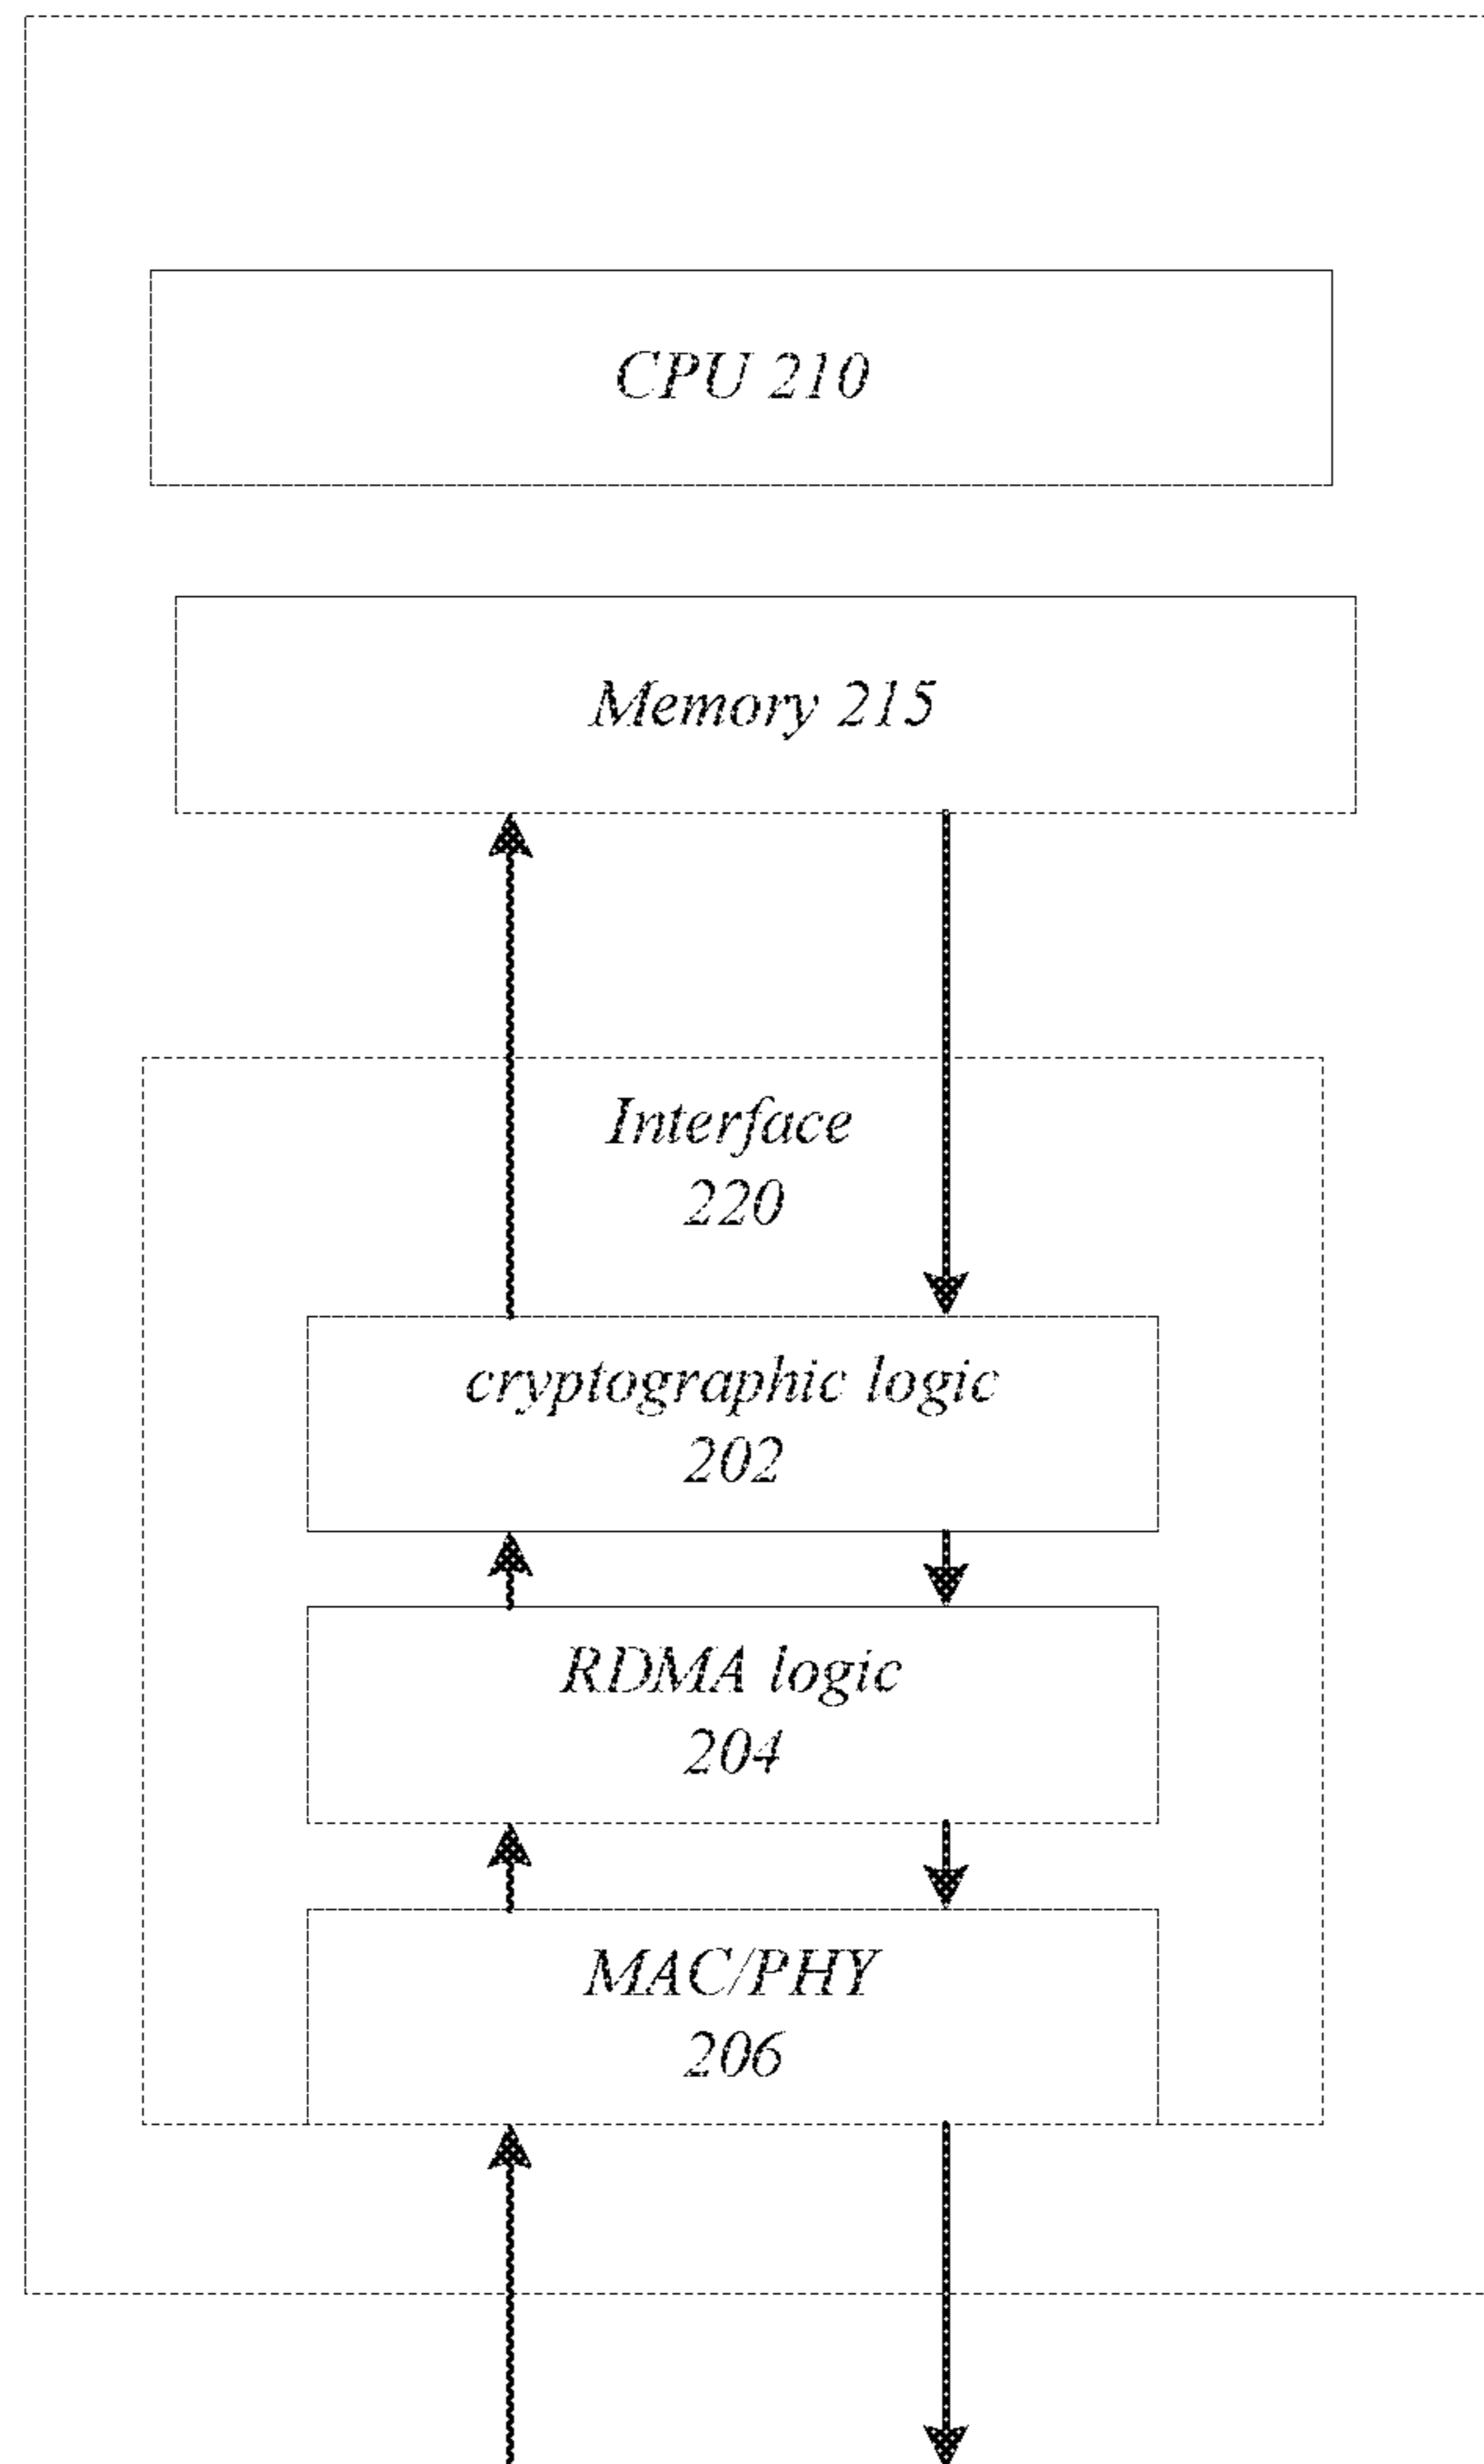 CPU 210
Memory 215
Interface
220
cryptographic logic
202
RDMA logic
204
MAC/PHY
206